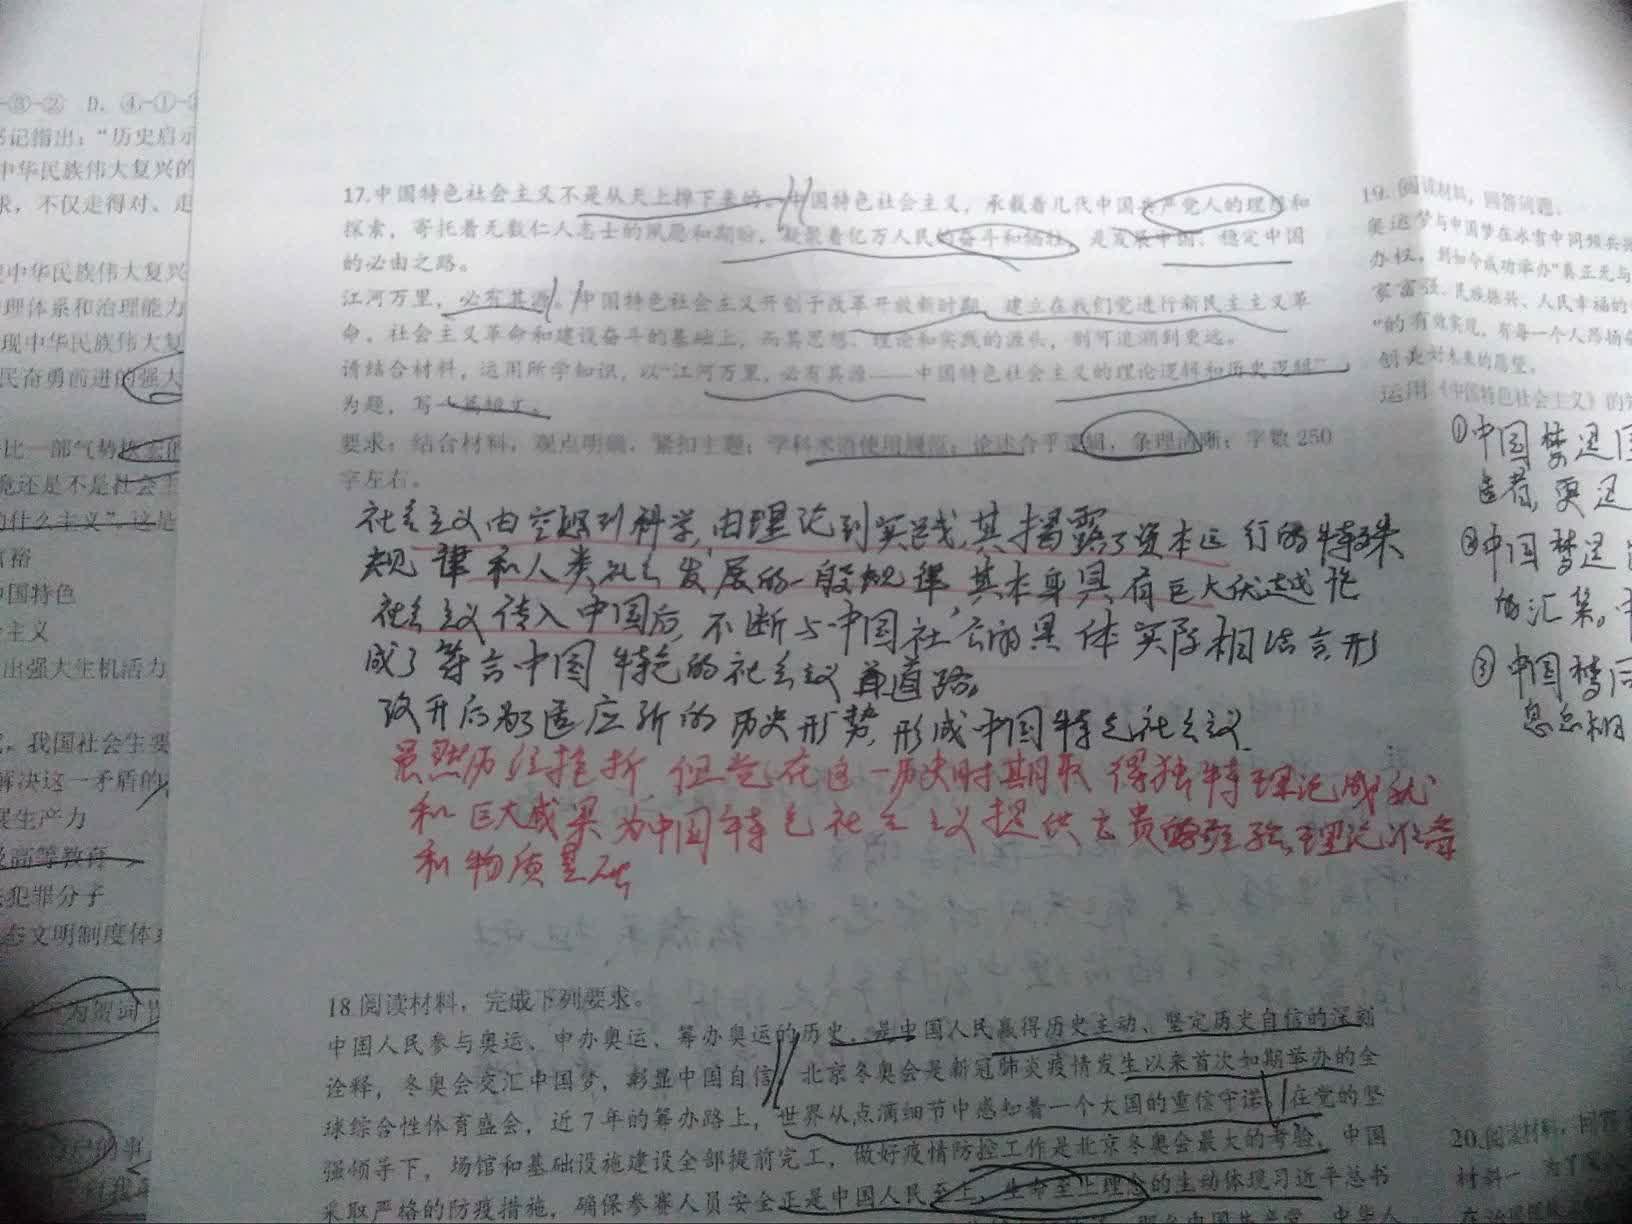 -③-② D. ④-①-
书记指出：“历史启示
中华民族伟大复兴的
求，不仅走得对、走
中华民族伟大复兴
理体系和治理能力
现中华民族伟大复
民奋勇前进的强大
比一部气势恢宏的
竟还是不是社会主
的什么主义”，这是
富裕
中国特色
主义
出强大生机活力
我国社会主要
解决这一矛盾的
展生产力
及高等教育
犯罪分子
态文明制度体系
为贺词
的事
17.中国特色社会主义不是从天上掉下来的。中国特色社会主义，承载着几代中国共产党人的理想和
探索，寄托着无数仁人志士的夙愿和期盼，凝聚着亿万人民的奋斗和牺牲，是发展中国、稳定中国
的必由之路。
江河万里，必有其源。中国特色社会主义开创于改革开放新时期，建立在我们党进行新民主主义革
命、社会主义革命和建设奋斗的基础上，而其思想、理论和实践的源头，则可追溯到更远。
请结合材料，运用所学知识，以“江河万里，必有其源——中国特色社会主义的理论逻辑和历史逻辑”
为题，写一篇短文。
要求：结合材料，观点明确，紧扣主题；学科术语使用规范；论述合乎逻辑，条理清晰；字数 250
字左右。
社会主义由空想到科学，由理论到实践，其揭露了资本运行的特殊
规律和人类社会发展的一般规律，其本身具有巨大优越性
社会主义传入中国后，不断与中国社会的具体实际相结合，形
成了符合中国特色的社会主义道路。
改开后为了适应新的历史形势，形成中国特色社会主义
虽然历经挫折，但是在这一历史时期取得独特理论成就
和巨大成果为中国特色社会主义提供宝贵的经验、理论准备
和物质基础
18.阅读材料，完成下列要求。
中国人民参与奥运、申办奥运、筹办奥运的历史，是中国人民赢得历史主动、坚定历史自信的深刻
诠释，冬奥会交汇中国梦，彰显中国自信。北京冬奥会是新冠肺炎疫情发生以来首次如期举办的全
球综合性体育盛会，近 7 年的筹办路上，世界从点滴细节中感知着一个大国的重信守诺。在党的坚
强领导下，场馆和基础设施建设全部提前完工，做好疫情防控工作是北京冬奥会最大的考验，中国
采取严格的防疫措施，确保参赛人员安全正是中国人民至上，生命至上理念的生动体现习近平总书
19.阅读材料，回答问题。
奥运梦与中国梦在水雪中同频共
办权，到如今成功举办“真正无与
家富强、民族振兴、人民幸福的
”的有效实现，有每一个人昂扬
创美好未来的愿望。
运用《中国特色社会主义》的
①中国梦
②中国梦
的汇集，
③中国梦
20.阅读材料，回答
材料一